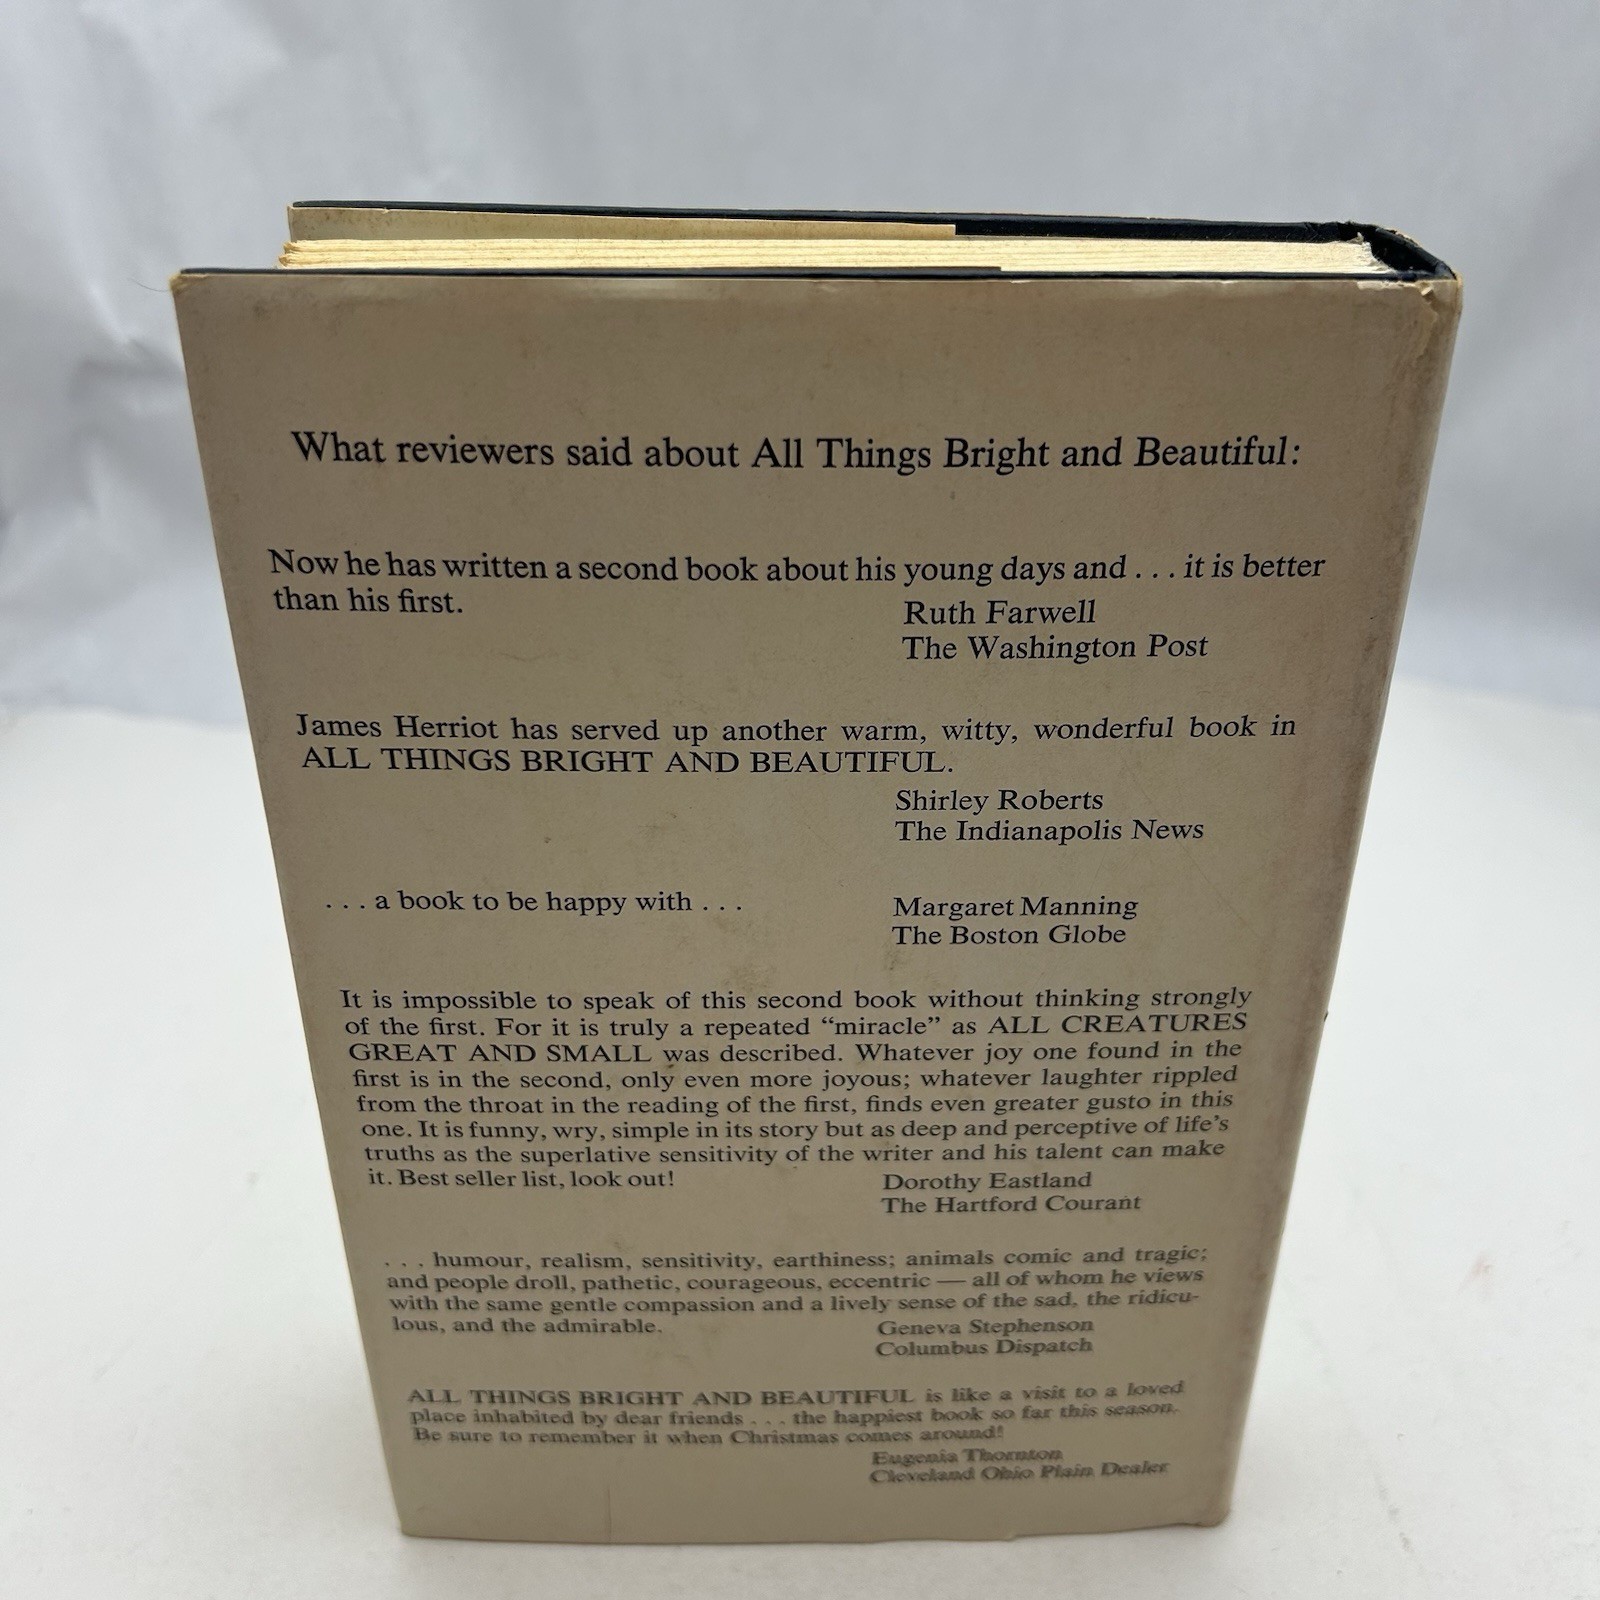 What reviewers said about All Things Bright and Beautiful:
Now he has written a second book about his young days and . . . it is better
than his first.
Ruth Farwell
The Washington Post
James Herriot has served up another warm, witty, wonderful book in
ALL THINGS BRIGHT AND BEAUTIFUL.
Shirley Roberts
The Indianapolis News
. . . a book to be happy with . . .
Margaret Manning
The Boston Globe
It is impossible to speak of this second book without thinking strongly
of the first. For it is truly a repeated “miracle” as ALL CREATURES
GREAT AND SMALL was described. Whatever joy one found in the
first is in the second, only even more joyous; whatever laughter rippled
from the throat in the reading of the first, finds even greater gusto in this
one. It is funny, wry, simple in its story but as deep and perceptive of life’s
truths as the superlative sensitivity of the writer and his talent can make
it. Best seller list, look out!
Dorothy Eastland
The Hartford Courant
. . . humour, realism, sensitivity, earthiness; animals comic and tragic;
and people droll, pathetic, courageous, eccentric — all of whom he views
with the same gentle compassion and a lively sense of the sad, the ridicu-
lous, and the admirable.
Geneva Stephenson
Columbus Dispatch
ALL THINGS BRIGHT AND BEAUTIFUL is like a visit to a loved
place inhabited by dear friends . . . the happiest book so far this season.
Be sure to remember it when Christmas comes around!
Eugenia Thornton
Cleveland Ohio Plain Dealer